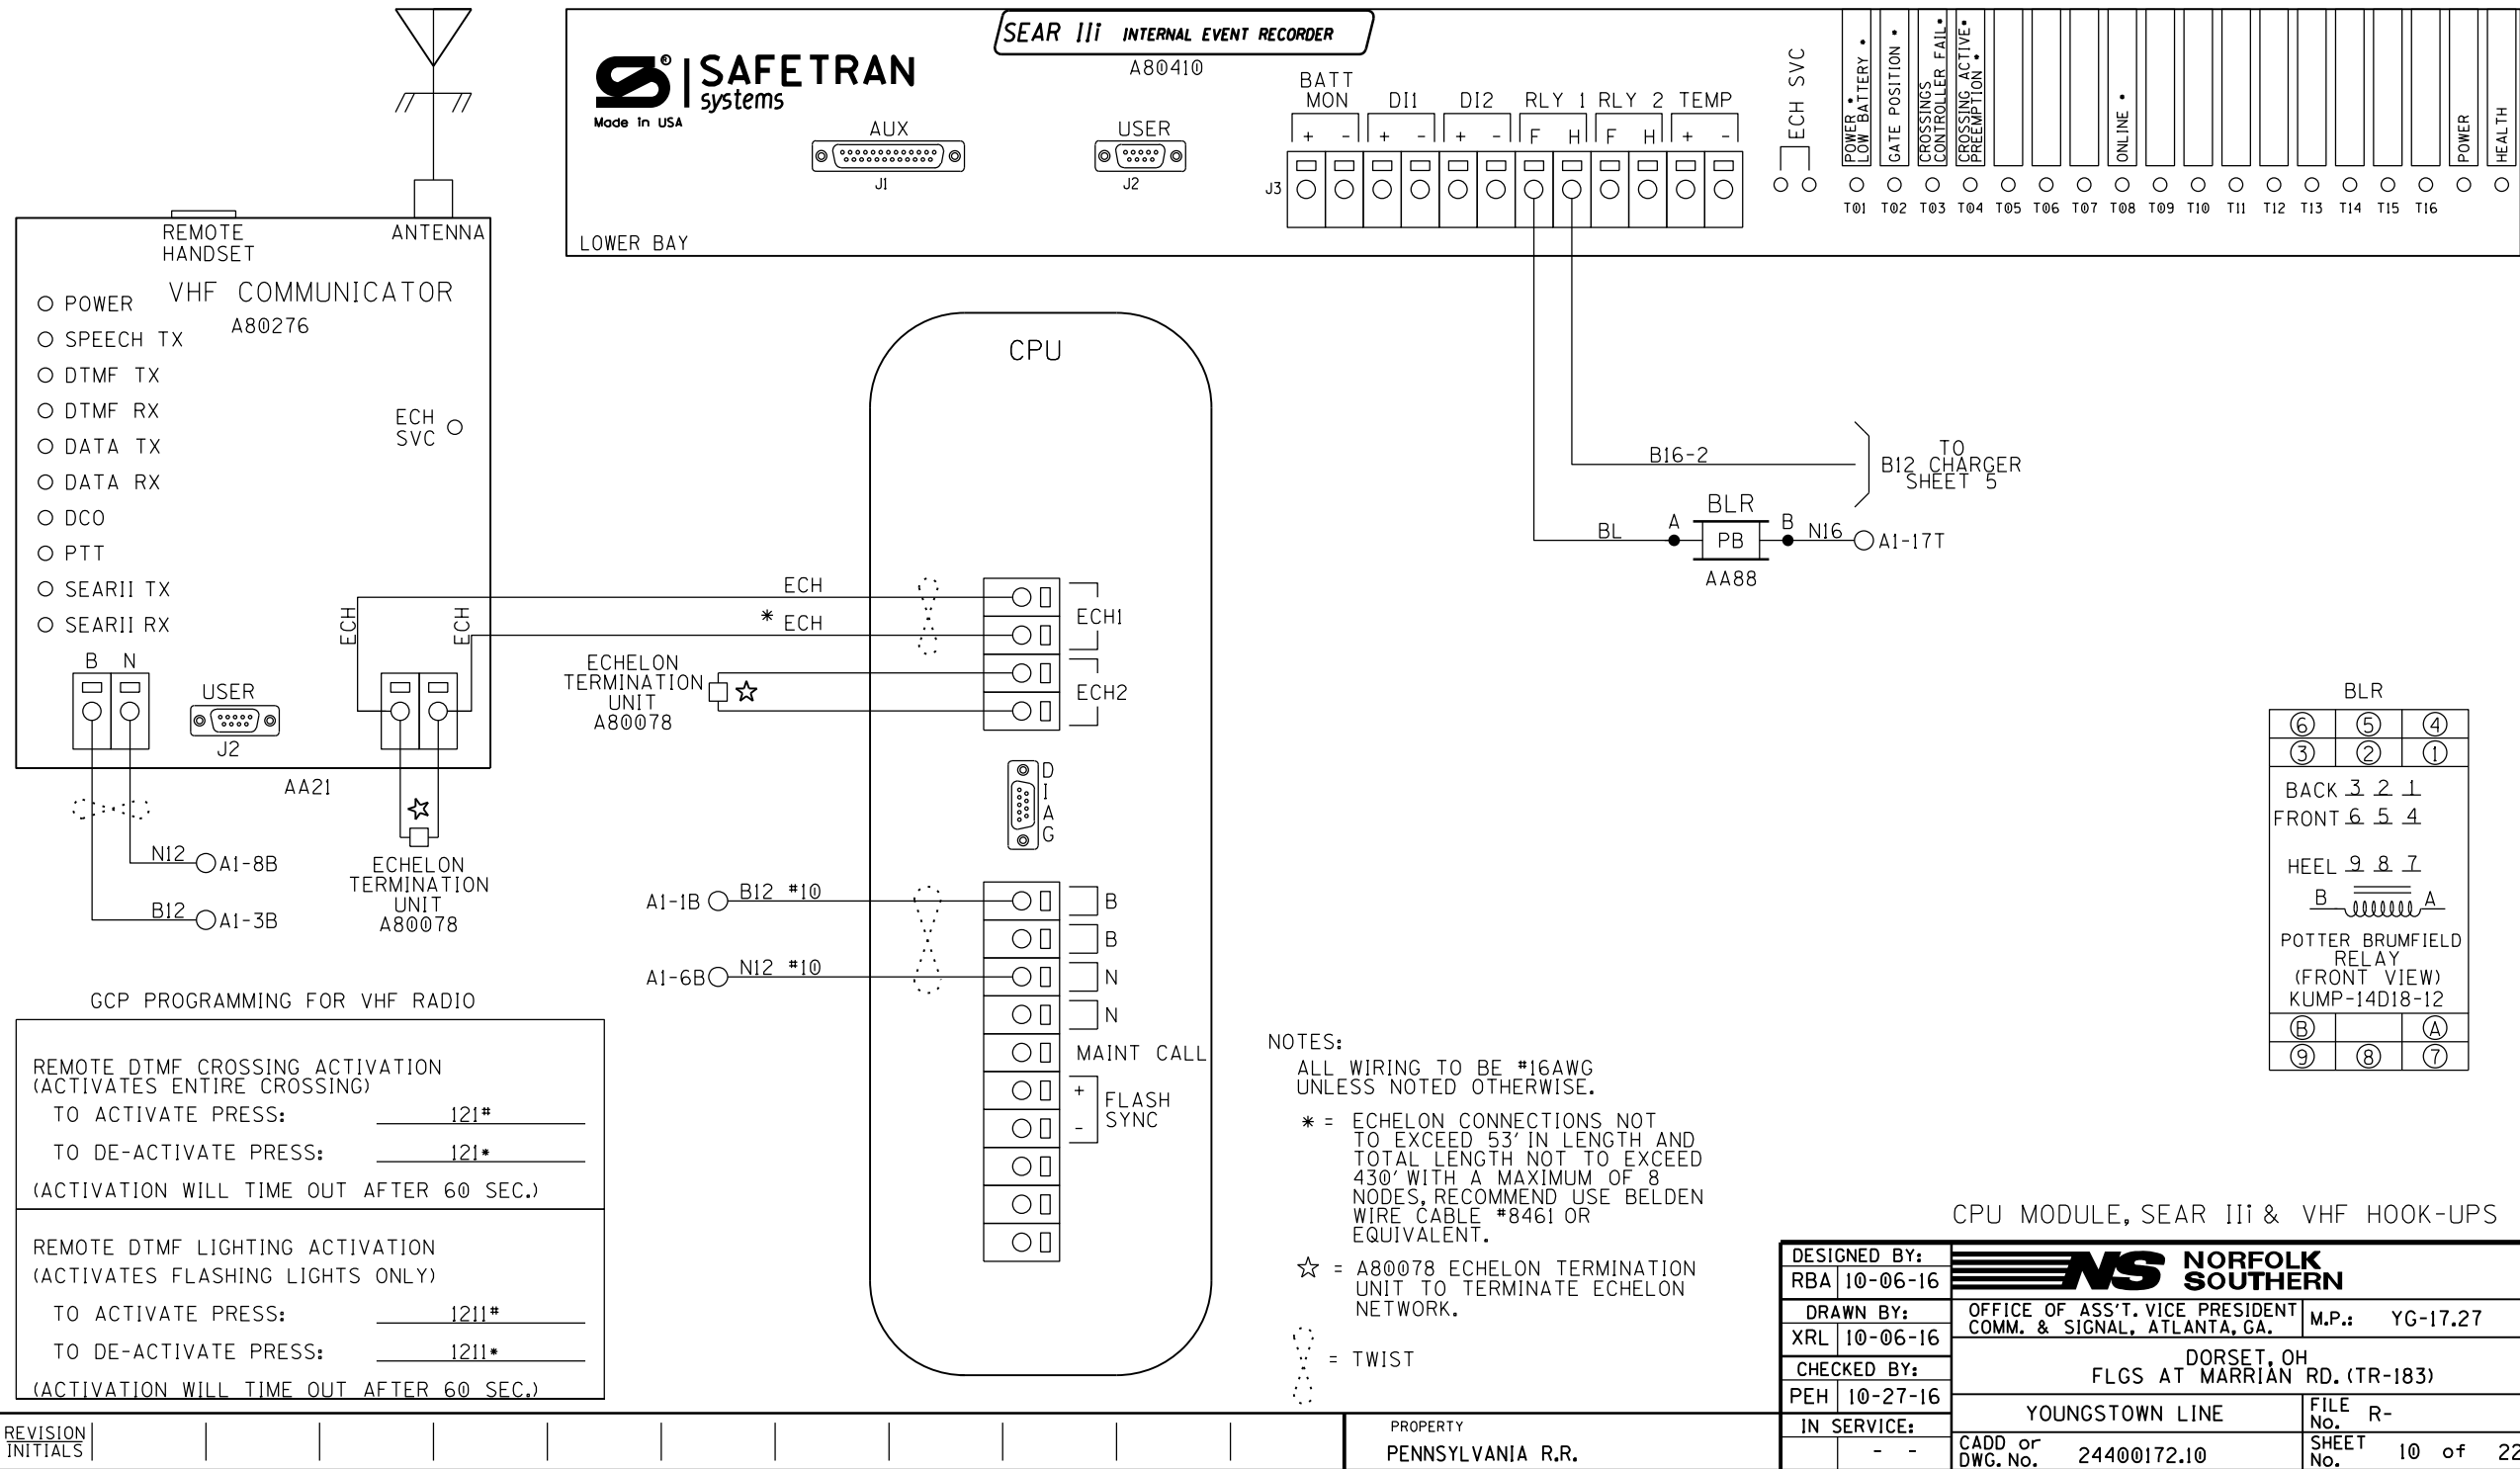 SEAR IIi INTERNAL EVENT RECORDER
A80410
SAFETRAN
systems
®
Made in USA
AUX
J1
USER
J2
LOWER BAY
BATT MON
DI1
DI2
RLY 1
RLY 2
TEMP
+ - + - + - F H F H + -
J3
ECH SVC
POWER •
LOW BATTERY •
GATE POSITION •
CROSSINGS
CONTROLLER FAIL•
CROSSING ACTIVE•
PREEMPTION •
ONLINE •
POWER
HEALTH
T01 T02 T03 T04 T05 T06 T07 T08 T09 T10 T11 T12 T13 T14 T15 T16
REMOTE
HANDSET
ANTENNA
VHF COMMUNICATOR
A80276
POWER
SPEECH TX
DTMF TX
DTMF RX
DATA TX
DATA RX
DCO
PTT
SEARII TX
SEARII RX
ECH
SVC
ECH
ECH
B N
USER
J2
AA21
N12
A1-8B
B12
A1-3B
ECHELON
TERMINATION
UNIT
A80078
CPU
ECH
* ECH
ECH1
ECHELON
TERMINATION
UNIT
A80078
ECH2
DIAG
A1-1B B12 #10
B
B
A1-6B N12 #10
N
N
MAINT CALL
+
-
FLASH
SYNC
B16-2
TO
B12 CHARGER
SHEET 5
BLR
BL A PB B N16 A1-17T
AA88
BLR
6 5 4
3 2 1
BACK 3 2 1
FRONT 6 5 4
HEEL 9 8 7
B A
POTTER BRUMFIELD
RELAY
(FRONT VIEW)
KUMP-14D18-12
B A
9 8 7
GCP PROGRAMMING FOR VHF RADIO
REMOTE DTMF CROSSING ACTIVATION
(ACTIVATES ENTIRE CROSSING)
TO ACTIVATE PRESS: 121#
TO DE-ACTIVATE PRESS: 121*
(ACTIVATION WILL TIME OUT AFTER 60 SEC.)
REMOTE DTMF LIGHTING ACTIVATION
(ACTIVATES FLASHING LIGHTS ONLY)
TO ACTIVATE PRESS: 1211#
TO DE-ACTIVATE PRESS: 1211*
(ACTIVATION WILL TIME OUT AFTER 60 SEC.)
NOTES:
ALL WIRING TO BE #16AWG
UNLESS NOTED OTHERWISE.
* = ECHELON CONNECTIONS NOT
TO EXCEED 53' IN LENGTH AND
TOTAL LENGTH NOT TO EXCEED
430' WITH A MAXIMUM OF 8
NODES, RECOMMEND USE BELDEN
WIRE CABLE #8461 OR
EQUIVALENT.
☆ = A80078 ECHELON TERMINATION
UNIT TO TERMINATE ECHELON
NETWORK.
= TWIST
CPU MODULE, SEAR IIi & VHF HOOK-UPS
DESIGNED BY:
RBA 10-06-16
DRAWN BY:
XRL 10-06-16
CHECKED BY:
PEH 10-27-16
IN SERVICE:
- -
NS NORFOLK
SOUTHERN
OFFICE OF ASS'T. VICE PRESIDENT
COMM. & SIGNAL, ATLANTA, GA.
M.P.: YG-17.27
DORSET, OH
FLGS AT MARRIAN RD. (TR-183)
YOUNGSTOWN LINE
FILE No. R-
CADD or
DWG. No. 24400172.10
SHEET No. 10 of 22
REVISION
INITIALS
PROPERTY
PENNSYLVANIA R.R.